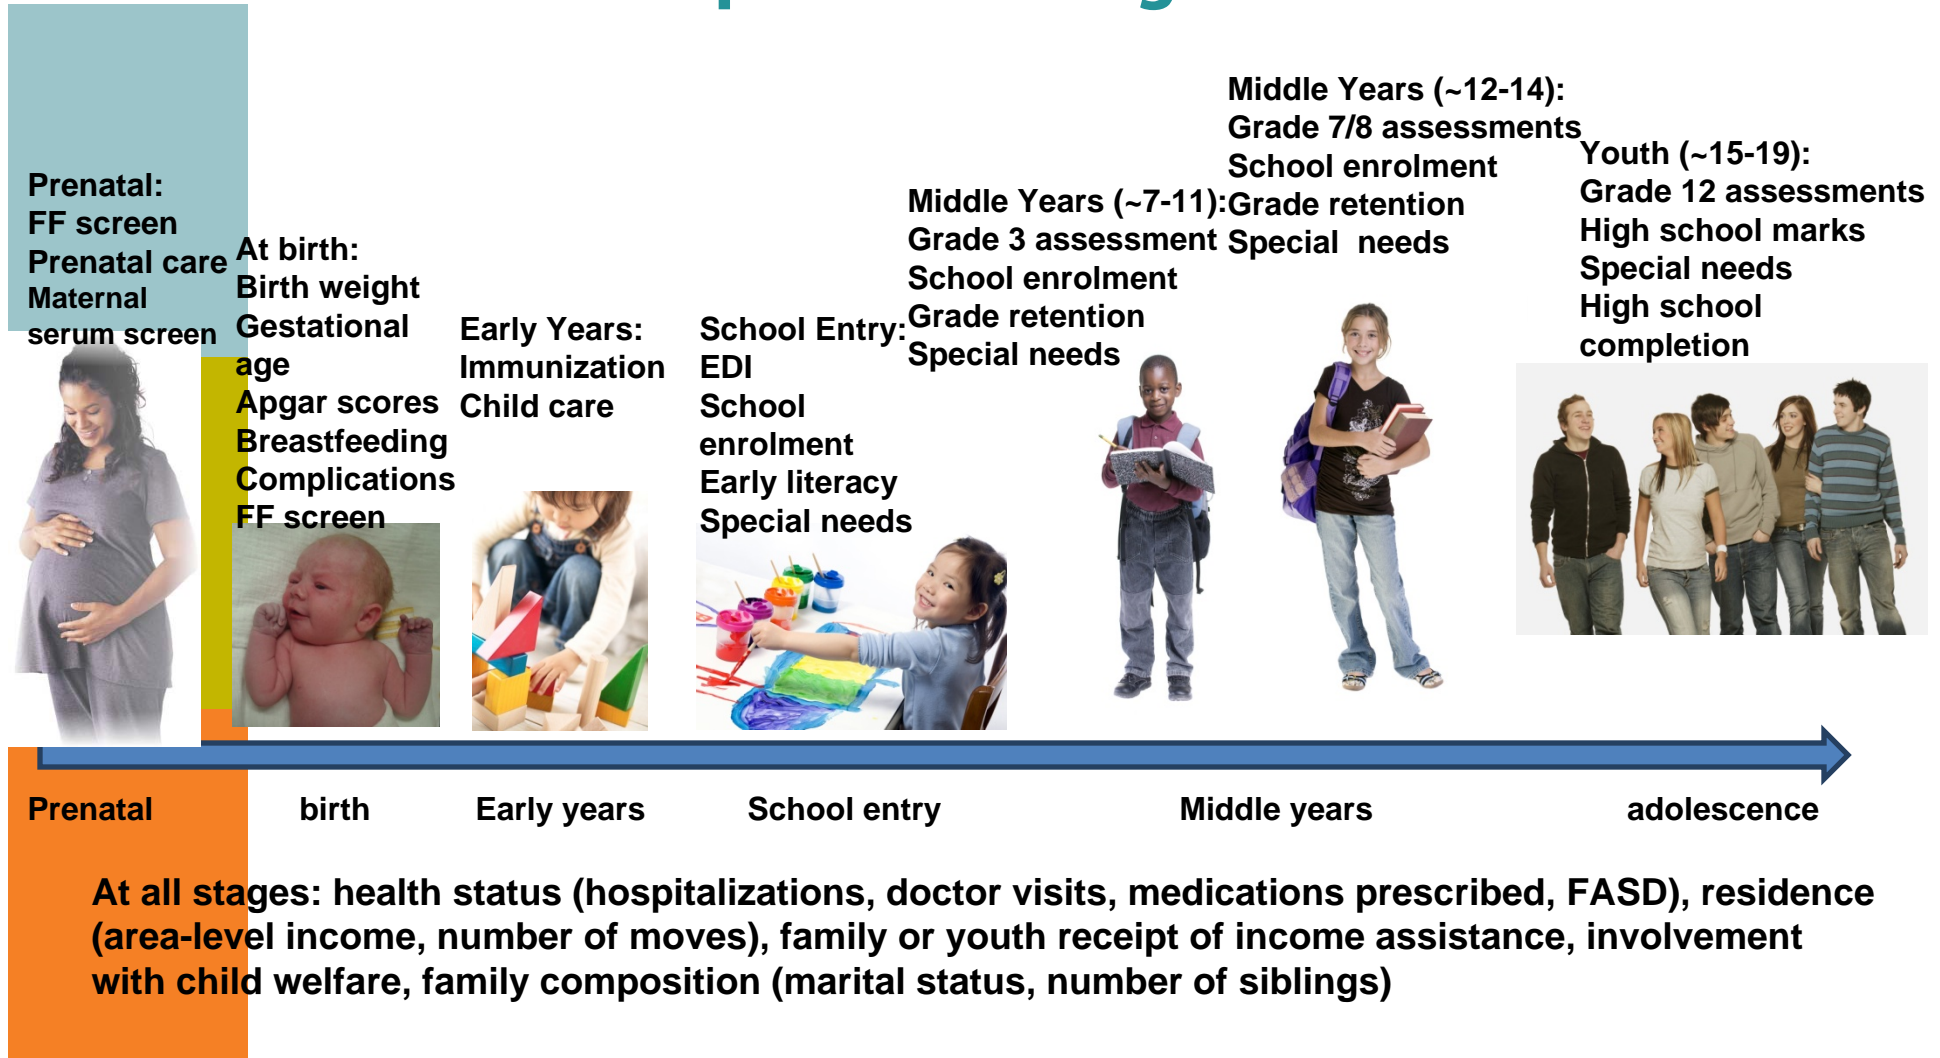 Prenatal:
FF screen
Prenatal care
Maternal
serum screen
At birth:
Birth weight
Gestational
age
Apgar scores
Breastfeeding
Complications
FF screen
Early Years:
Immunization
Child care
School Entry:
EDI
School
enrolment
Early literacy
Special needs
Middle Years (~7-11):
Grade 3 assessment
School enrolment
Grade retention
Special needs
Middle Years (~12-14):
Grade 7/8 assessments
School enrolment
Grade retention
Special needs
Youth (~15-19):
Grade 12 assessments
High school marks
Special needs
High school
completion
Prenatal
birth
Early years
School entry
Middle years
adolescence
At all stages: health status (hospitalizations, doctor visits, medications prescribed, FASD), residence
(area-level income, number of moves), family or youth receipt of income assistance, involvement
with child welfare, family composition (marital status, number of siblings)